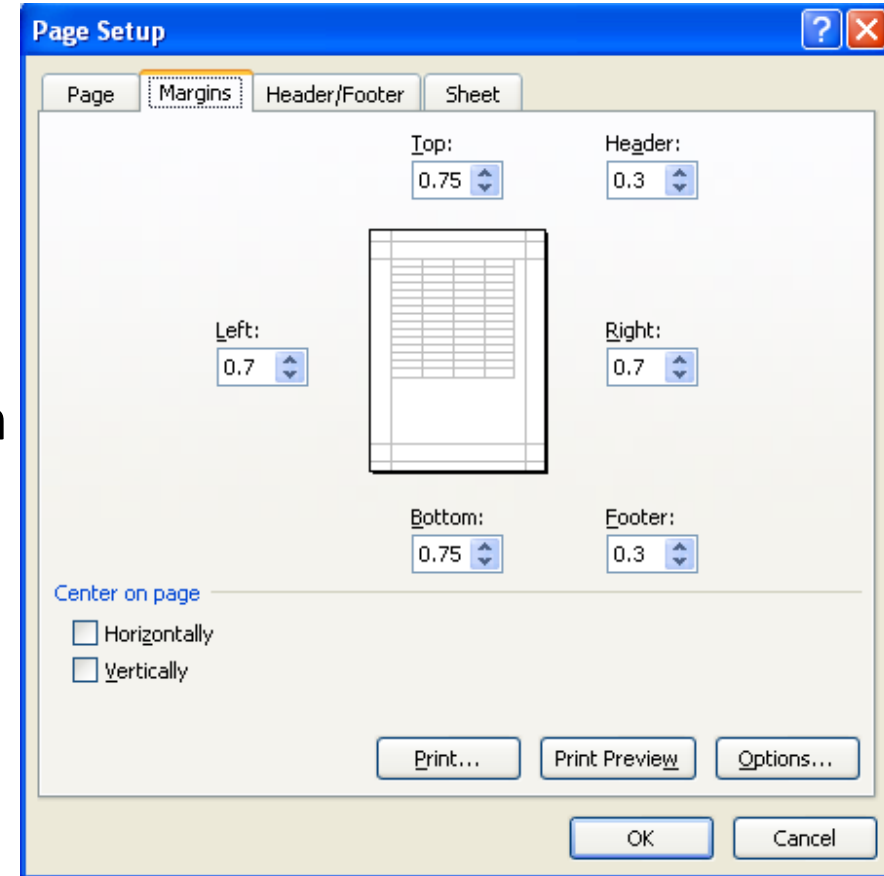 Page Setup
Page Margins Header/Footer Sheet
Top: Header:
0.75 0.3
Left: Right:
0.7 0.7
n
Bottom: Footer:
0.75 0.3
Center on page
Horizontally
Vertically
Print... Print Preview Options...
OK Cancel